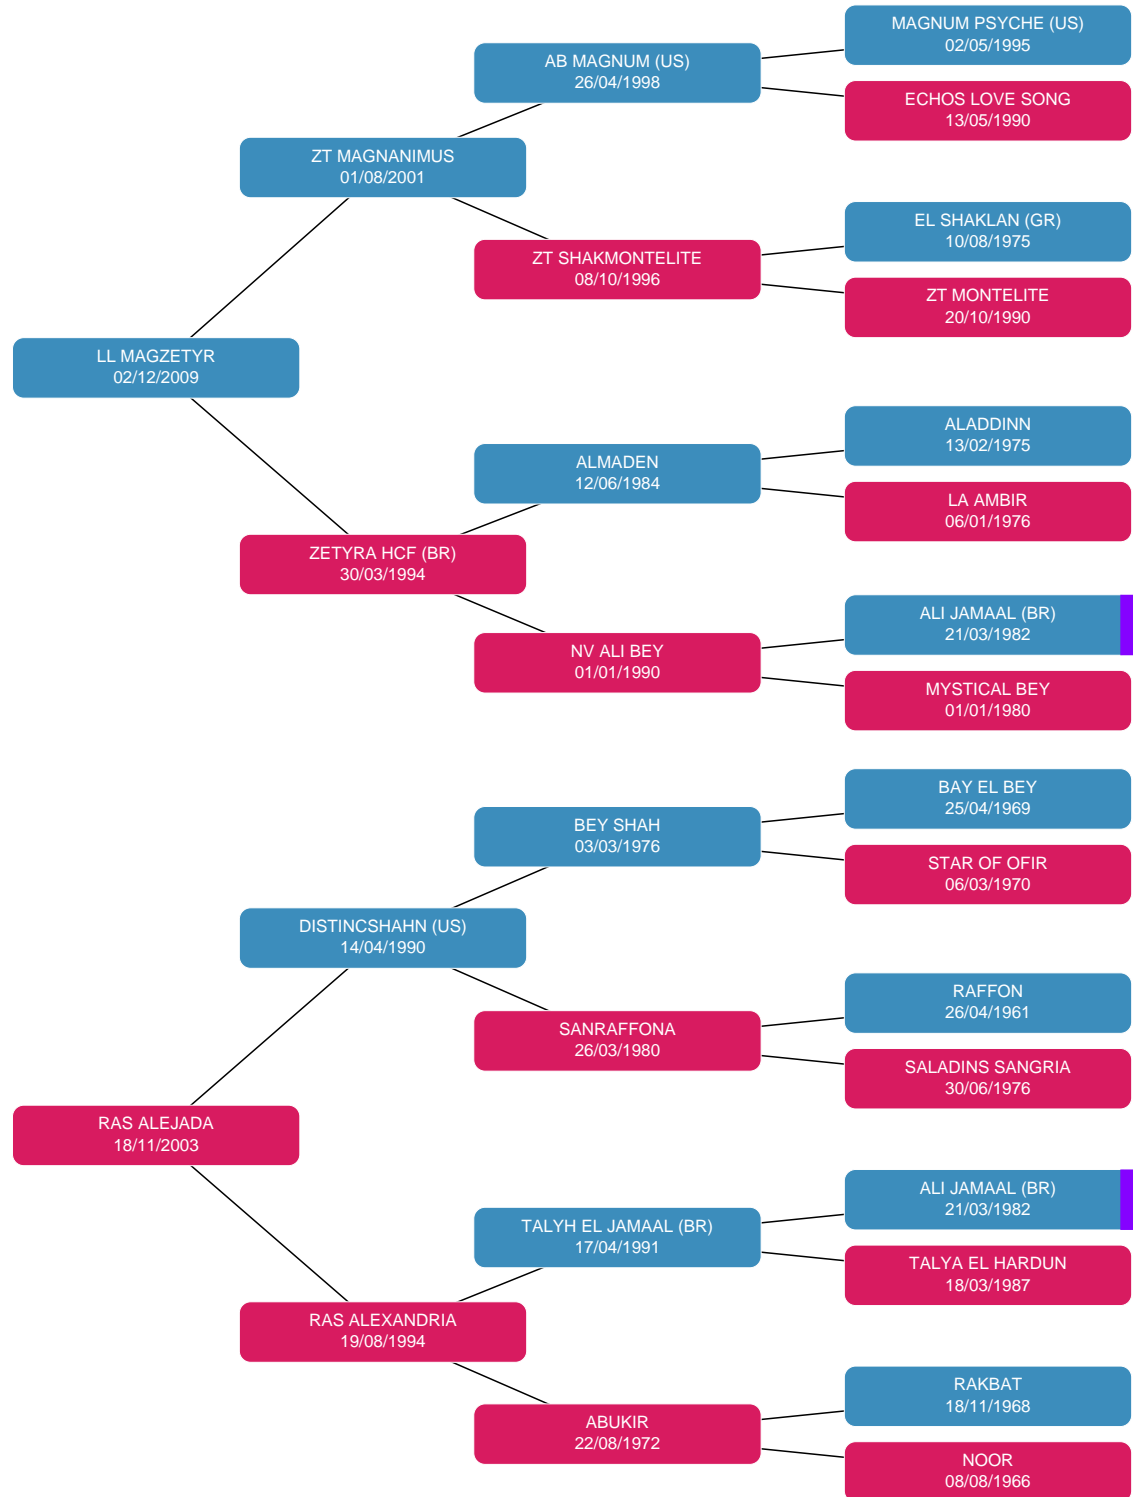 MAGNUM PSYCHE (US)
02/05/1995
AB MAGNUM (US)
26/04/1998
ECHOS LOVE SONG
13/05/1990
ZT MAGNANIMUS
01/08/2001
EL SHAKLAN (GR)
10/08/1975
ZT SHAKMONTELITE
08/10/1996
ZT MONTELITE
20/10/1990
LL MAGZETYR
02/12/2009
ALADDINN
13/02/1975
ALMADEN
12/06/1984
LA AMBIR
06/01/1976
ZETYRA HCF (BR)
30/03/1994
ALI JAMAAL (BR)
21/03/1982
NV ALI BEY
01/01/1990
MYSTICAL BEY
01/01/1980
BAY EL BEY
25/04/1969
BEY SHAH
03/03/1976
STAR OF OFIR
06/03/1970
DISTINCSHAHN (US)
14/04/1990
RAFFON
26/04/1961
SANRAFFONA
26/03/1980
SALADINS SANGRIA
30/06/1976
RAS ALEJADA
18/11/2003
ALI JAMAAL (BR)
21/03/1982
TALYH EL JAMAAL (BR)
17/04/1991
TALYA EL HARDUN
18/03/1987
RAS ALEXANDRIA
19/08/1994
RAKBAT
18/11/1968
ABUKIR
22/08/1972
NOOR
08/08/1966